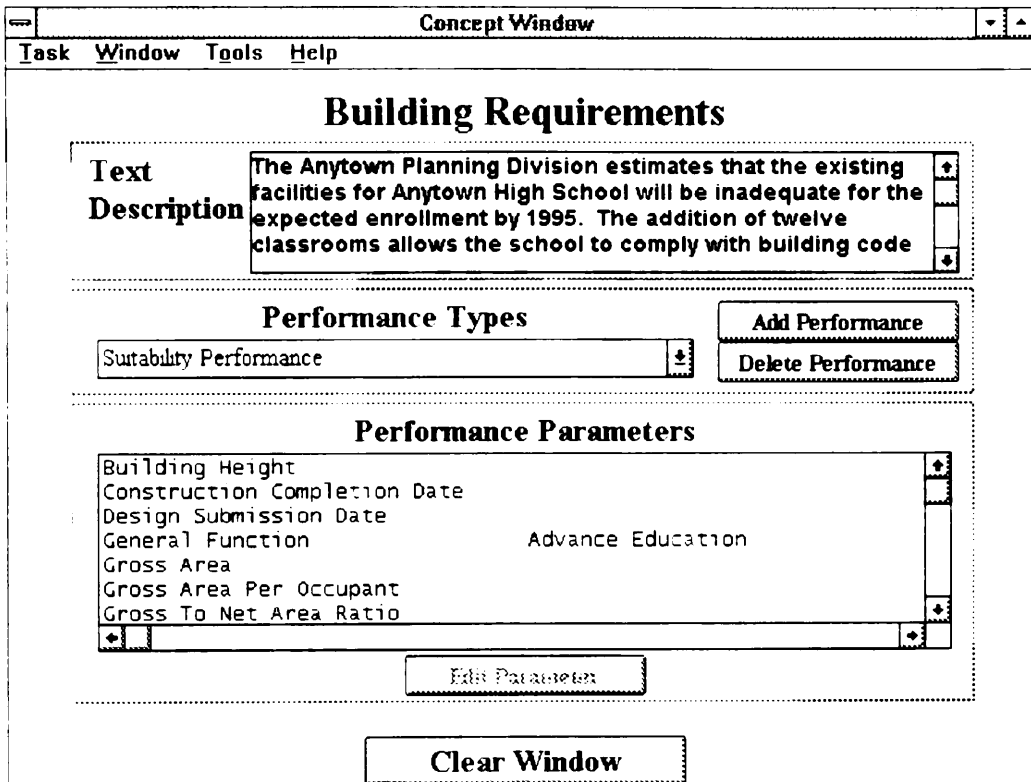 Concept Window
Task Window Tools Help
Building Requirements
Text
Description
The Anytown Planning Division estimates that the existing
facilities for Anytown High School will be inadequate for the
expected enrollment by 1995. The addition of twelve
classrooms allows the school to comply with building code
Performance Types
Add Performance
Suitability Performance
Delete Performance
Performance Parameters
Building Height
Construction Completion Date
Design Submission Date
General Function Advance Education
Gross Area
Gross Area Per Occupant
Gross To Net Area Ratio
Edit Parameter
Clear Window